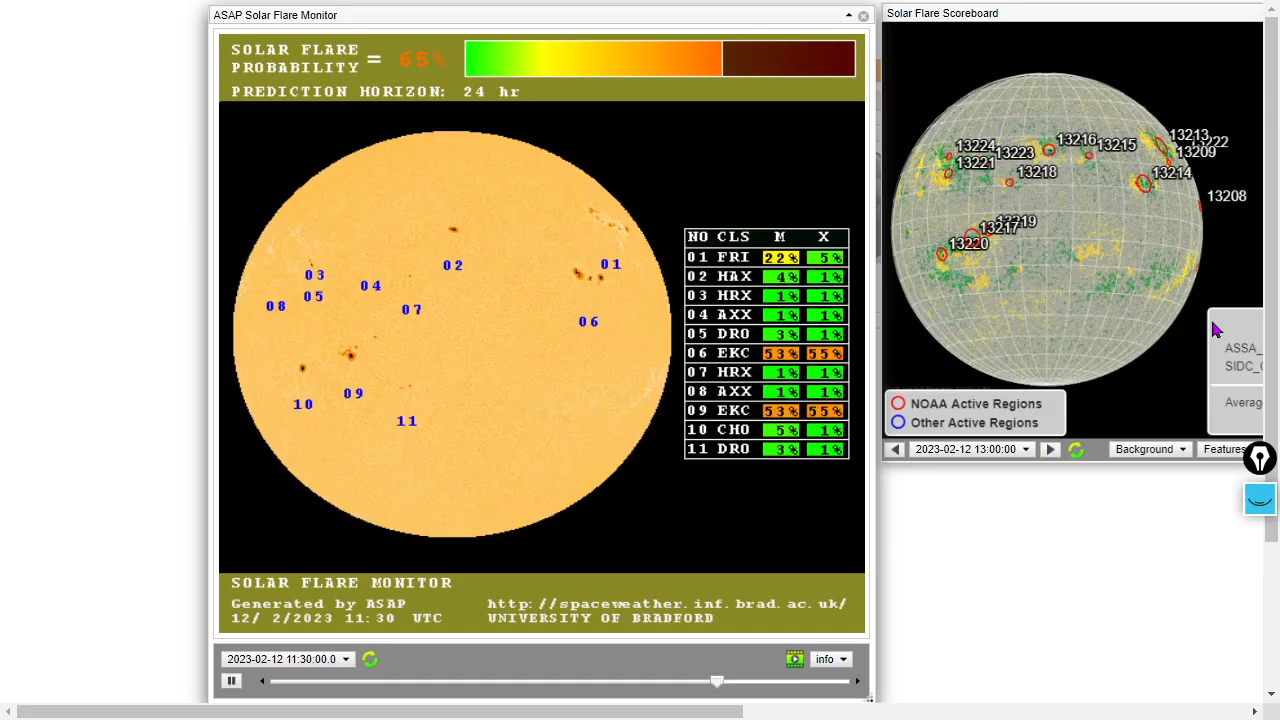 ASAP Solar Flare Monitor
SOLAR FLARE
PROBABILITY = 65%
PREDICTION HORIZON: 24 hr
01
02
03
04
05
08
07
06
09
10
11
NO CLS M X
01 FRI 22% 5%
02 HAX 4% 1%
03 HRX 1% 1%
04 AXX 1% 1%
05 DRO 3% 1%
06 EKC 53% 55%
07 HRX 1% 1%
08 AXX 1% 1%
09 EKC 53% 55%
10 CHO 5% 1%
11 DRO 3% 1%
SOLAR FLARE MONITOR
Generated by ASAP http://spaceweather.inf.brad.ac.uk/
12/ 2/2023 11:30 UTC UNIVERSITY OF BRADFORD
2023-02-12 11:30:00.0
info
Solar Flare Scoreboard
13213
13216
13215
13224
13223
13209
13221
13218
13214
13208
13217
13220
ASSA_
SIDC_
Averag
NOAA Active Regions
Other Active Regions
2023-02-12 13:00:00
Background
Features